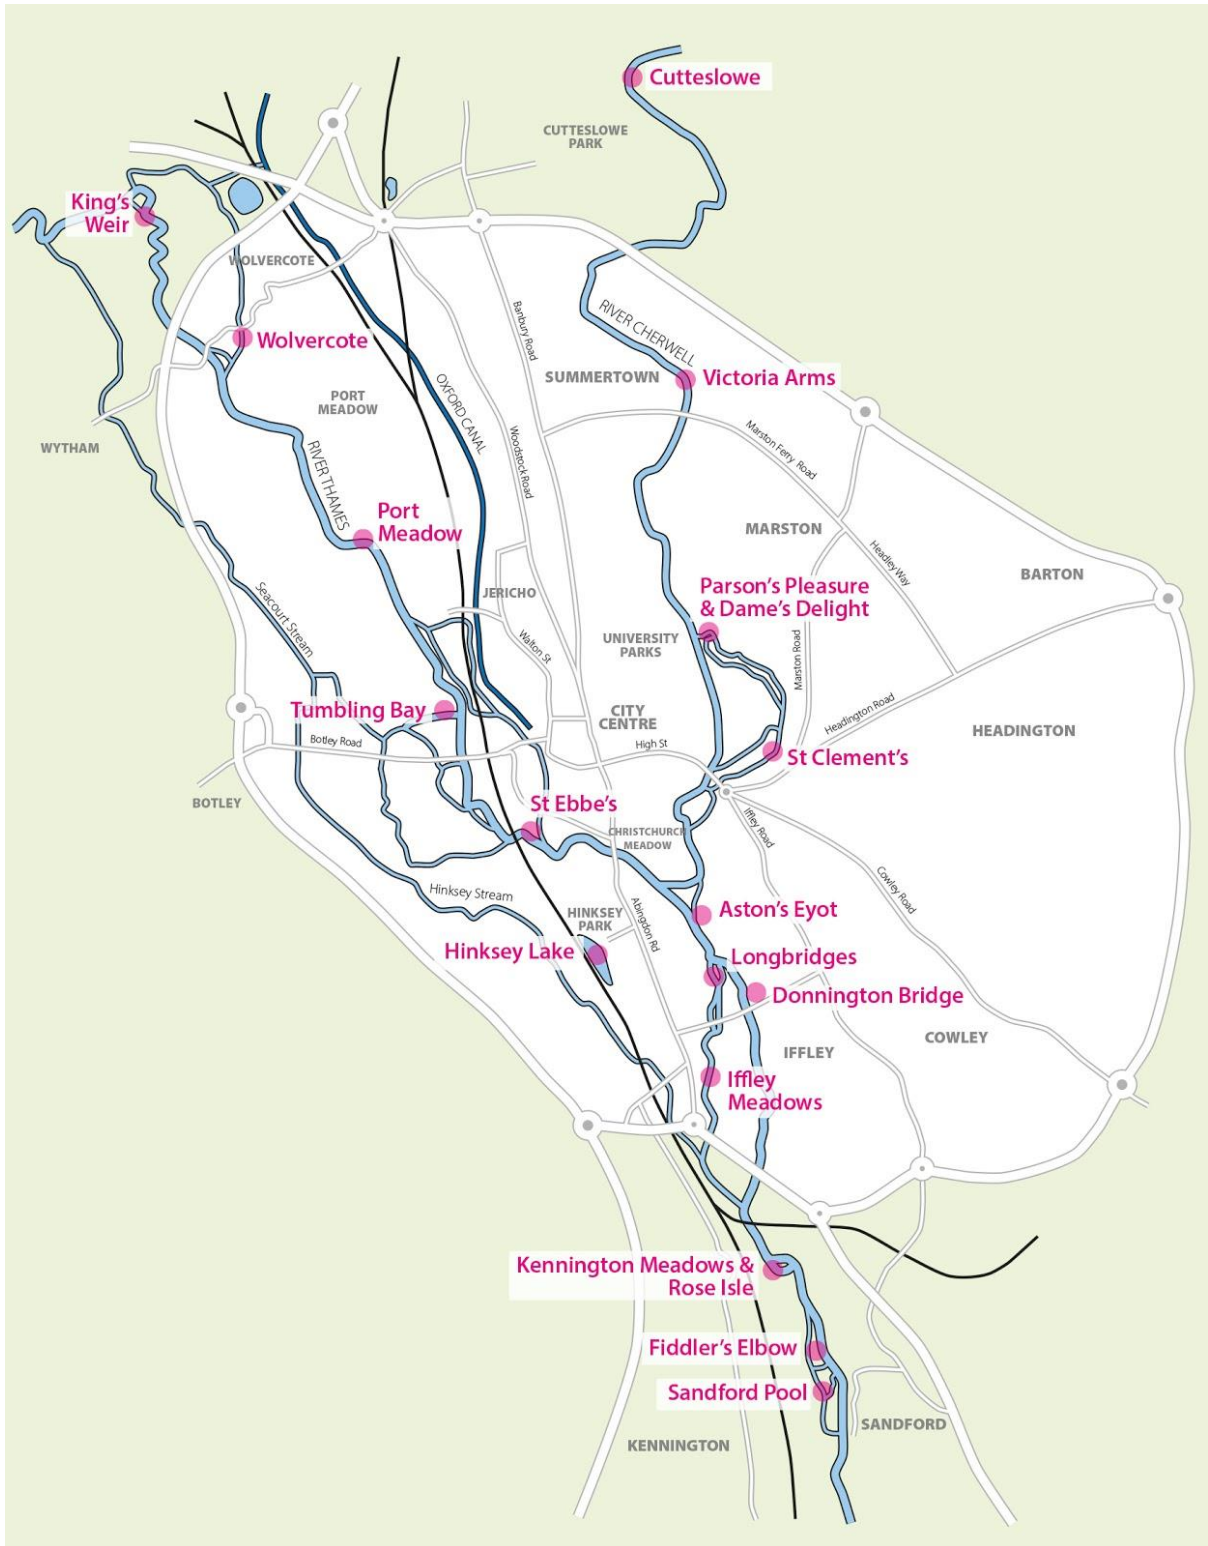 Cutteslowe
CUTTESLOWE
PARK
King's
Weir
WOLVERCOTE
Wolvercote
RIVER CHERWELL
Banbury Road
SUMMERTOWN
Victoria Arms
PORT
MEADOW
OXFORD CANAL
WYTHAM
Woodstock Road
Marston Ferry Road
RIVER THAMES
Port
Meadow
MARSTON
Headley Way
BARTON
Seacourt Stream
JERICHO
Parson's Pleasure
& Dame's Delight
Walton St
UNIVERSITY
PARKS
Marston Road
Tumbling Bay
CITY
CENTRE
Headington Road
HEADINGTON
Botley Road
High St
St Clement's
BOTLEY
St Ebbe's
CHRISTCHURCH
MEADOW
Iffley Road
Cowley Road
Hinksey Stream
HINKSEY
PARK
Abingdon Rd
Aston's Eyot
Hinksey Lake
Longbridges
Donnington Bridge
COWLEY
IFFLEY
Iffley
Meadows
Kennington Meadows &
Rose Isle
Fiddler's Elbow
Sandford Pool
SANDFORD
KENNINGTON